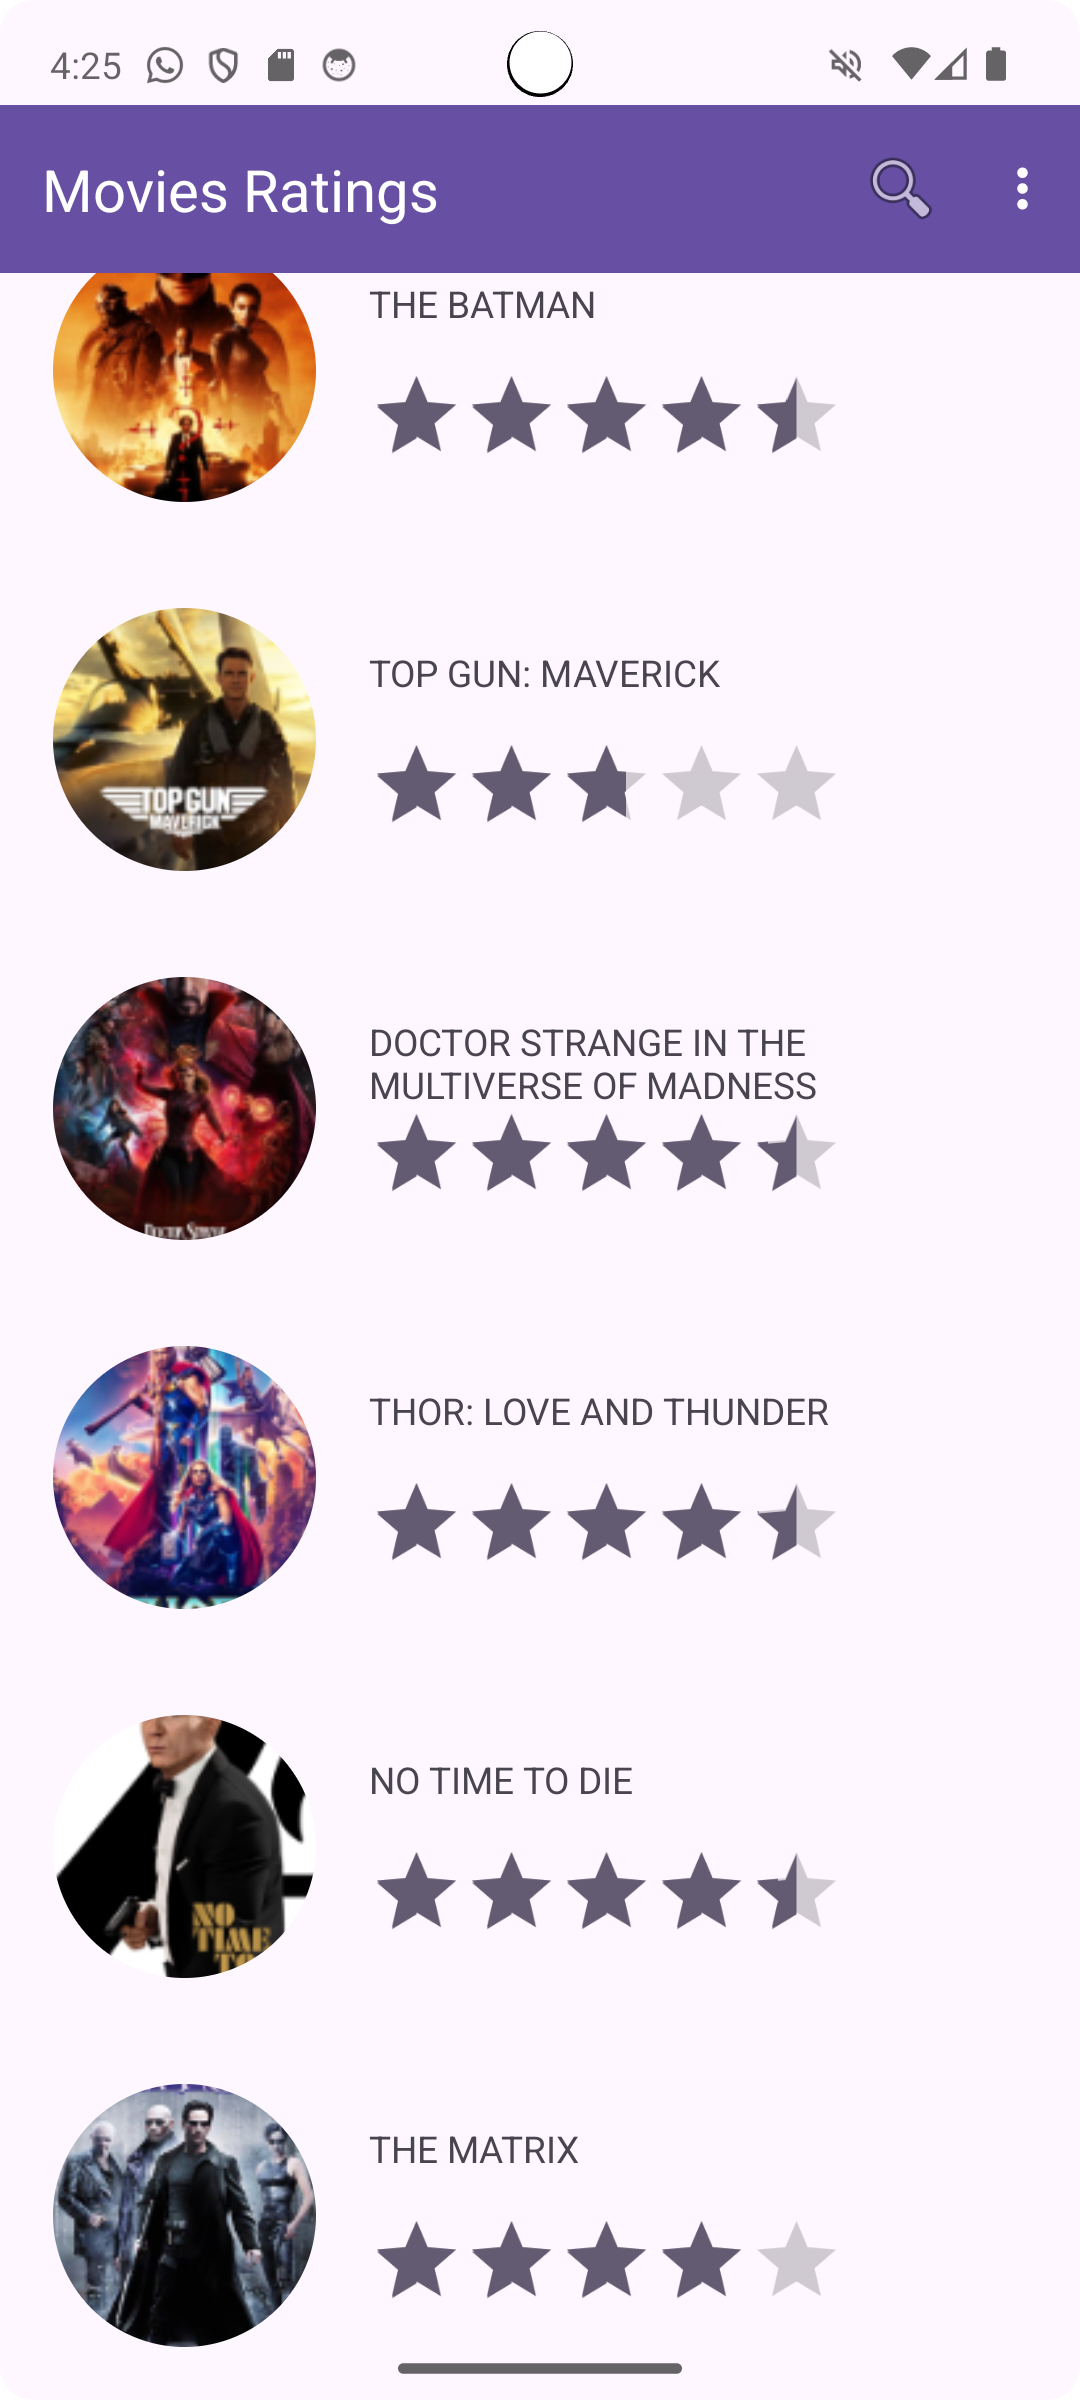 4:25
Movies Ratings
THE BATMAN
TOP GUN: MAVERICK
TOP GUN
MAVERICK
DOCTOR STRANGE IN THE
MULTIVERSE OF MADNESS
THOR: LOVE AND THUNDER
NO TIME TO DIE
NO
TIME
TO
THE MATRIX